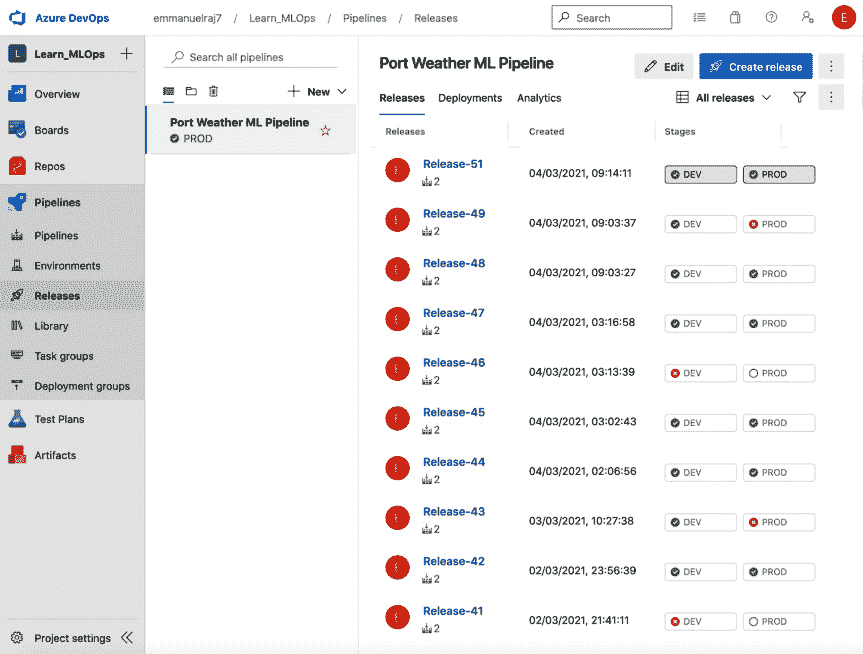 Azure DevOps
emmanuelraj7 / Learn_MLOps / Pipelines / Releases
Search
E
L Learn_MLOps
Overview
Boards
Repos
Pipelines
Pipelines
Environments
Releases
Library
Task groups
Deployment groups
Test Plans
Artifacts
Project settings
Search all pipelines
New
Port Weather ML Pipeline
PROD
Port Weather ML Pipeline
Edit
Create release
Releases Deployments Analytics
All releases
Releases Created Stages
Release-51 04/03/2021, 09:14:11 DEV PROD
2
Release-49 04/03/2021, 09:03:37 DEV PROD
2
Release-48 04/03/2021, 09:03:27 DEV PROD
2
Release-47 04/03/2021, 03:16:58 DEV PROD
2
Release-46 04/03/2021, 03:13:39 DEV PROD
2
Release-45 04/03/2021, 03:02:43 DEV PROD
2
Release-44 04/03/2021, 02:06:56 DEV PROD
2
Release-43 03/03/2021, 10:27:38 DEV PROD
2
Release-42 02/03/2021, 23:56:39 DEV PROD
2
Release-41 02/03/2021, 21:41:11 DEV PROD
2